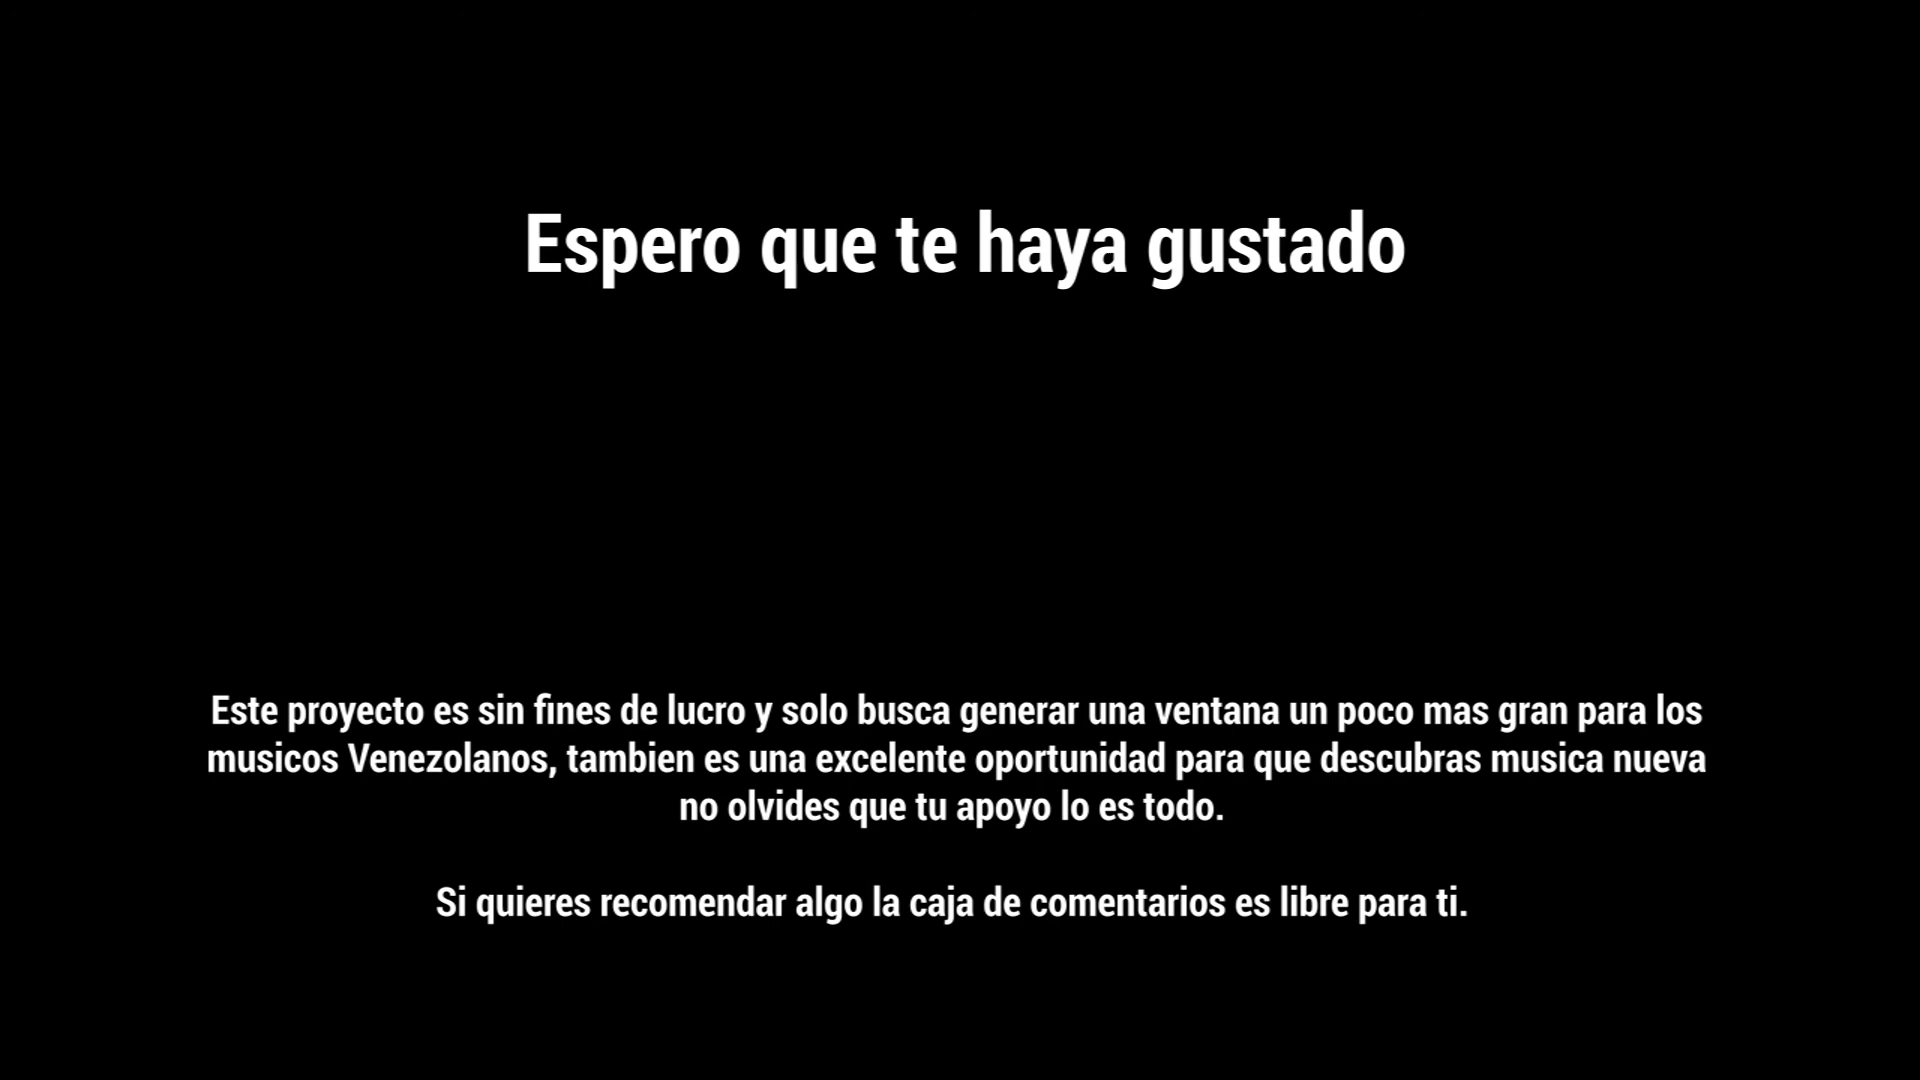 Espero que te haya gustado
Este proyecto es sin fines de lucro y solo busca generar una ventana un poco mas gran para los
musicos Venezolanos, tambien es una excelente oportunidad para que descubras musica nueva
no olvides que tu apoyo lo es todo.
Si quieres recomendar algo la caja de comentarios es libre para ti.